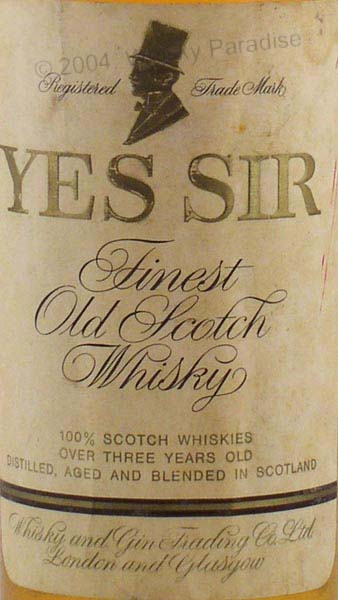 © 2004 Whisky Paradise
Registered Trade Mark
YES SIR
Finest
Old Scotch
Whisky
100% SCOTCH WHISKIES
OVER THREE YEARS OLD
DISTILLED, AGED AND BLENDED IN SCOTLAND
Whisky and Gin Trading Co. Ltd.
London and Glasgow